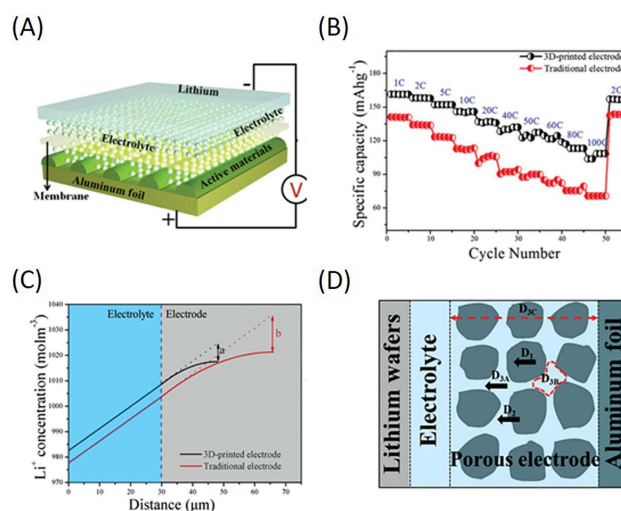 (A)
Lithium
-
Electrolyte
Electrolyte
Active materials
Aluminum foil
Membrane
+
V
(B)
3D-printed electrode
Traditional electrode
1C 2C 5C 10C 20C 40C 50C 60C 80C 100C 2C
Specific capacity (mAhg⁻¹)
160
150
120
90
60
0 10 20 30 40 50
Cycle Number
(C)
Li⁺ concentration (molm⁻³)
1040
1030
1020
1010
1000
990
980
970
Electrolyte
Electrode
a
b
3D-printed electrode
Traditional electrode
0 10 20 30 40 50 60 70
Distance (μm)
(D)
Lithium wafers
Electrolyte
Porous electrode
Aluminum foil
D3C
D1
D3A
D3B
D2